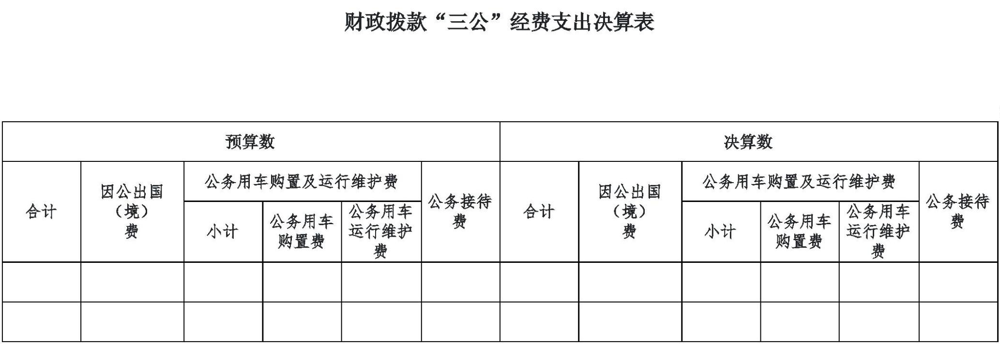 财政拨款“三公”经费支出决算表
预算数
决算数
合计
因公出国
（境）
费
公务用车购置及运行维护费
小计
公务用车
购置费
公务用车
运行维护
费
公务接待
费
合计
因公出国
（境）
费
公务用车购置及运行维护费
小计
公务用车
购置费
公务用车
运行维护
费
公务接待
费